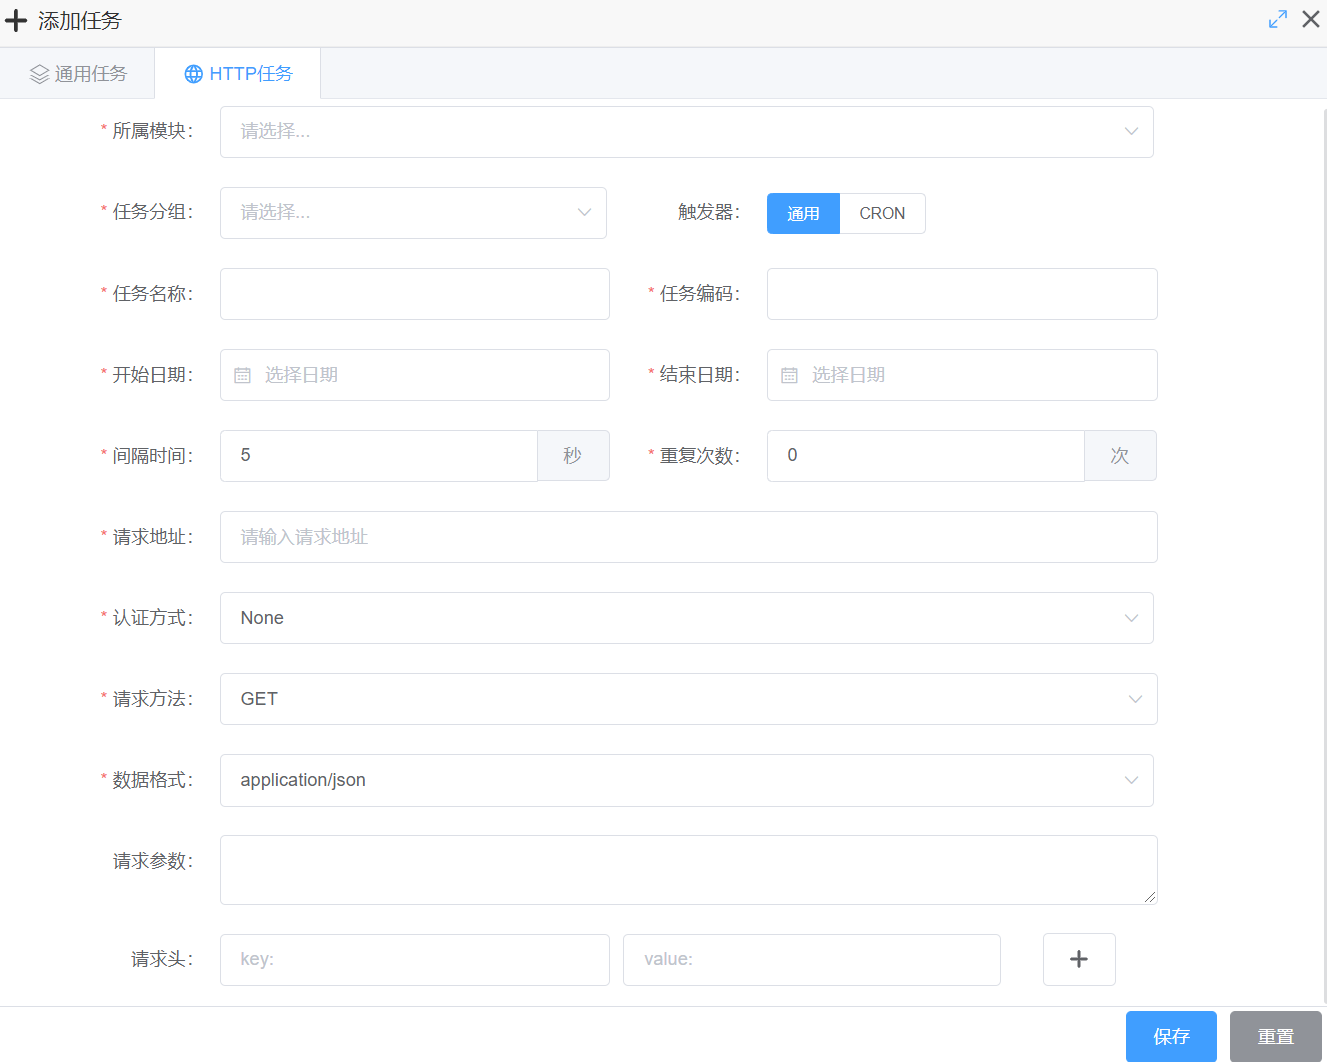 添加任务
通用任务 HTTP任务
* 所属模块： 请选择...
* 任务分组： 请选择... 触发器： 通用 CRON
* 任务名称： * 任务编码：
* 开始日期： 选择日期 * 结束日期： 选择日期
* 间隔时间： 5 秒 * 重复次数： 0 次
* 请求地址： 请输入请求地址
* 认证方式： None
* 请求方法： GET
* 数据格式： application/json
请求参数：
请求头： key: value:
保存 重置